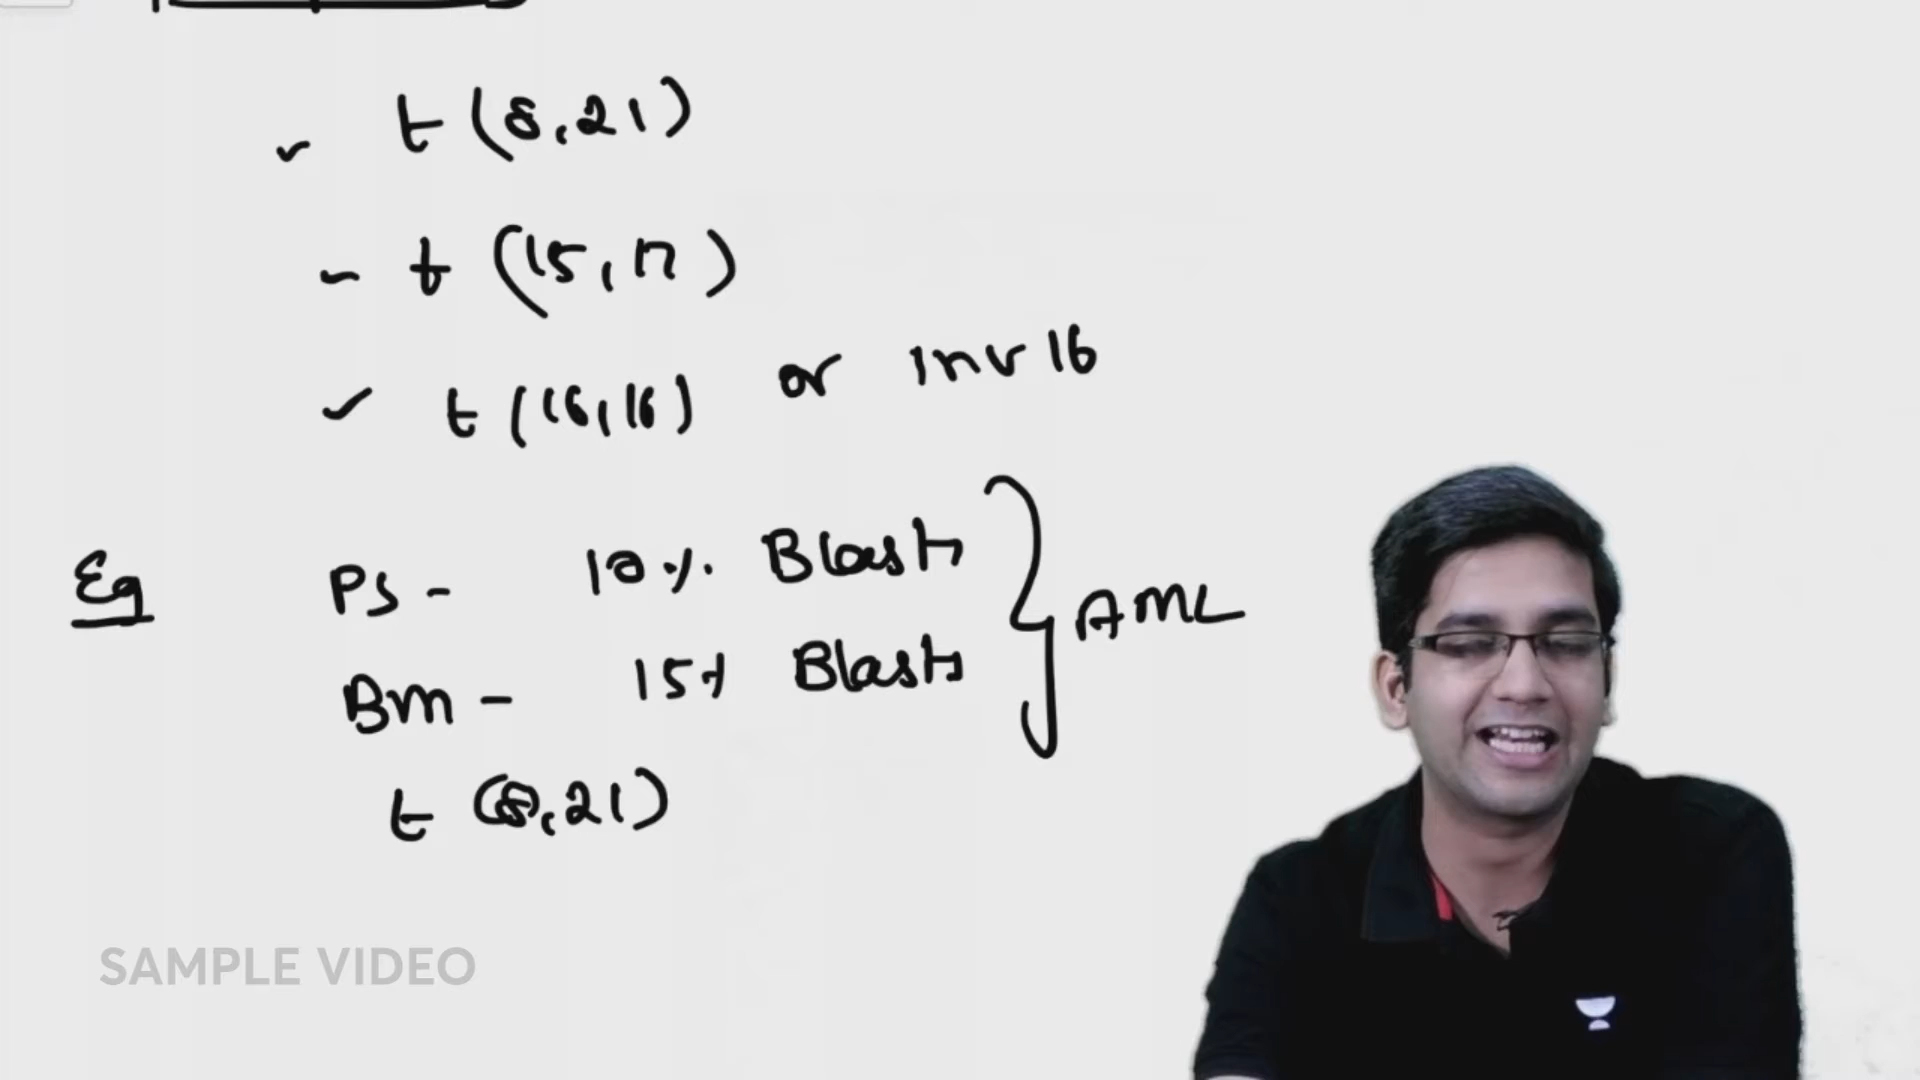 t (8,21)
t (15,17)
t (16,16) or inv 16
Eg PS - 10% Blasts
BM - 15% Blasts
AML
t (8,21)
SAMPLE VIDEO